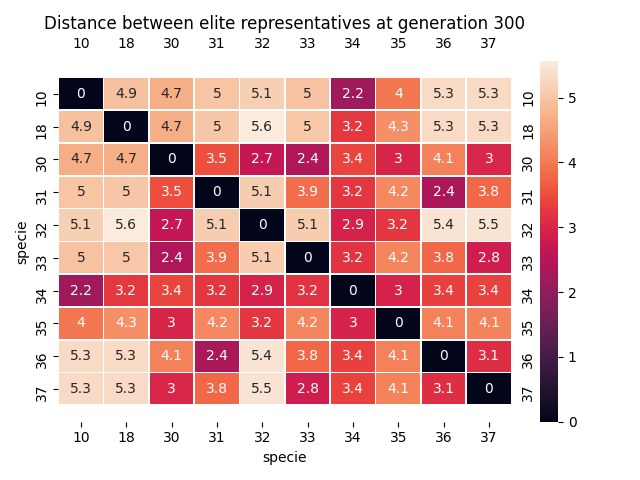 Distance between elite representatives at generation 300
10 18 30 31 32 33 34 35 36 37
10 0 4.9 4.7 5 5.1 5 2.2 4 5.3 5.3 10
18 4.9 0 4.7 5 5.6 5 3.2 4.3 5.3 5.3 18
30 4.7 4.7 0 3.5 2.7 2.4 3.4 3 4.1 3 30
31 5 5 3.5 0 5.1 3.9 3.2 4.2 2.4 3.8 31
32 5.1 5.6 2.7 5.1 0 5.1 2.9 3.2 5.4 5.5 32
33 5 5 2.4 3.9 5.1 0 3.2 4.2 3.8 2.8 33
34 2.2 3.2 3.4 3.2 2.9 3.2 0 3 3.4 3.4 34
35 4 4.3 3 4.2 3.2 4.2 3 0 4.1 4.1 35
36 5.3 5.3 4.1 2.4 5.4 3.8 3.4 4.1 0 3.1 36
37 5.3 5.3 3 3.8 5.5 2.8 3.4 4.1 3.1 0 37
10 18 30 31 32 33 34 35 36 37
specie
specie
5
4
3
2
1
0